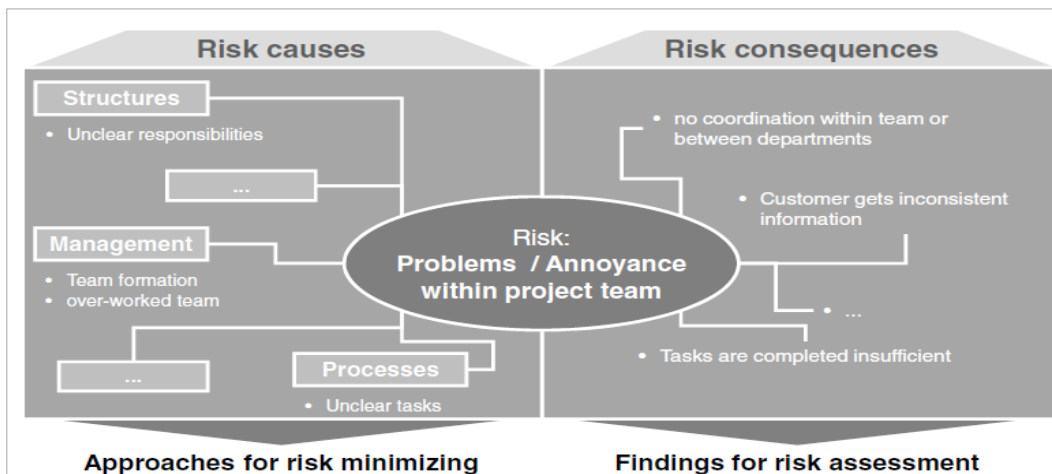 Risk causes
Structures
• Unclear responsibilities
...
Management
• Team formation
• over-worked team
...
Processes
• Unclear tasks
Approaches for risk minimizing
Risk:
Problems / Annoyance
within project team
Risk consequences
• no coordination within team or
between departments
• Customer gets inconsistent
information
• ...
• Tasks are completed insufficient
Findings for risk assessment